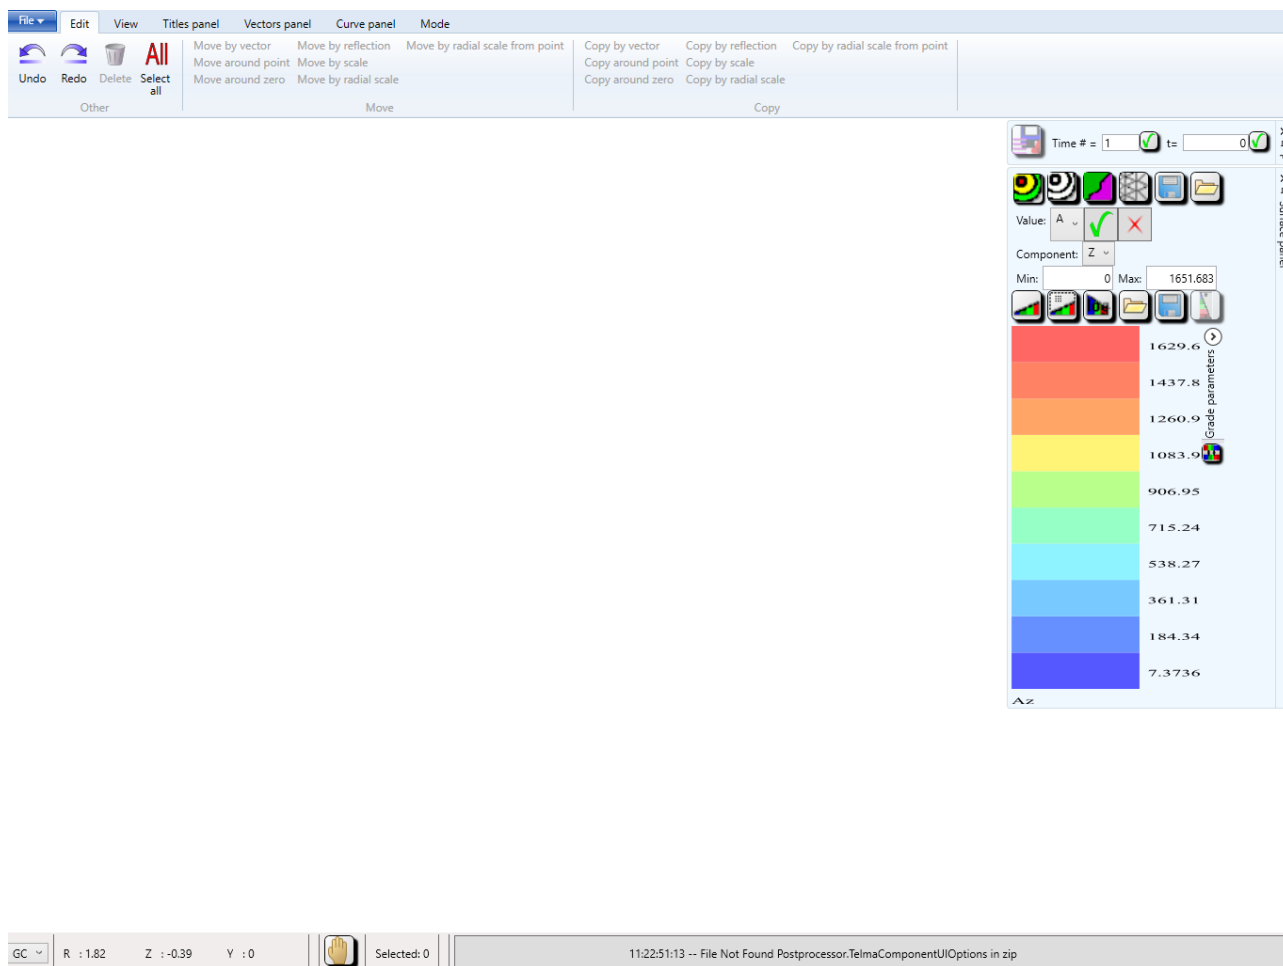 File Edit View Titles panel Vectors panel Curve panel Mode
Move by vector Move by reflection Move by radial scale from point Copy by vector Copy by reflection Copy by radial scale from point
All Move around point Move by scale Copy around point Copy by scale
Undo Redo Delete Select all Move around zero Move by radial scale Copy around zero Copy by radial scale
Other Move Copy
Time # = 1 t= 0
Value: A
Component: Z
Min: 0 Max: 1651.683
1629.6
1437.8
1260.9
1083.9
906.95
715.24
538.27
361.31
184.34
7.3736
Grade parameters
Az
GC R : 1.82 Z : -0.39 Y : 0 Selected: 0 11:22:51:13 -- File Not Found Postprocessor.TelmaComponentUIOptions in zip